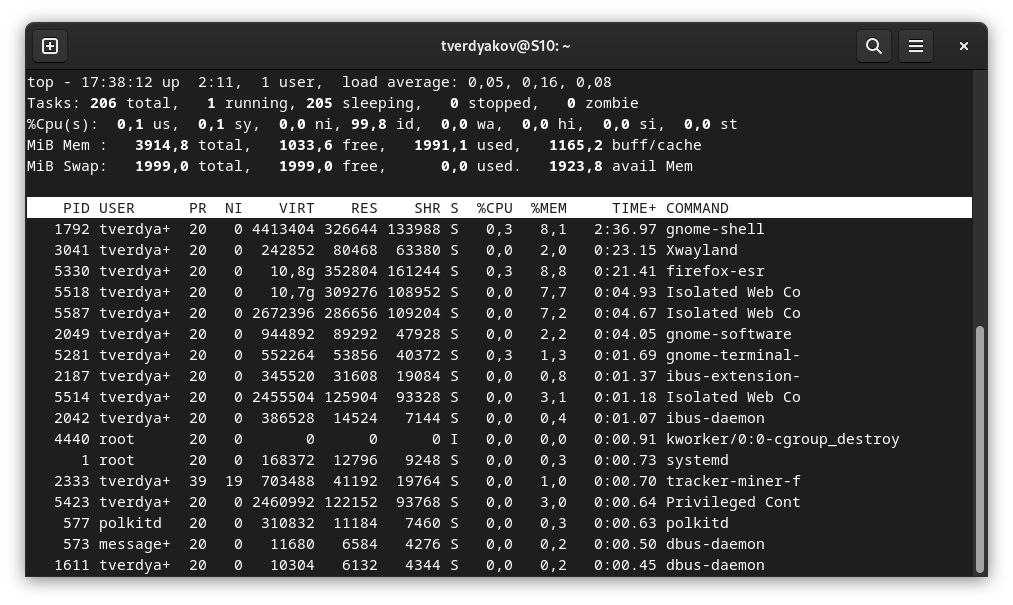 tverdyakov@S10: ~
top - 17:38:12 up  2:11,  1 user,  load average: 0,05, 0,16, 0,08
Tasks: 206 total,   1 running, 205 sleeping,   0 stopped,   0 zombie
%Cpu(s):  0,1 us,  0,1 sy,  0,0 ni, 99,8 id,  0,0 wa,  0,0 hi,  0,0 si,  0,0 st
MiB Mem :   3914,8 total,   1033,6 free,   1991,1 used,   1165,2 buff/cache
MiB Swap:   1999,0 total,   1999,0 free,      0,0 used.   1923,8 avail Mem
    PID USER      PR  NI    VIRT    RES    SHR S  %CPU  %MEM     TIME+ COMMAND
   1792 tverdya+  20   0 4413404 326644 133988 S   0,3   8,1   2:36.97 gnome-shell
   3041 tverdya+  20   0  242852  80468  63380 S   0,0   2,0   0:23.15 Xwayland
   5330 tverdya+  20   0   10,8g 352804 161244 S   0,3   8,8   0:21.41 firefox-esr
   5518 tverdya+  20   0   10,7g 309276 108952 S   0,0   7,7   0:04.93 Isolated Web Co
   5587 tverdya+  20   0 2672396 286656 109204 S   0,0   7,2   0:04.67 Isolated Web Co
   2049 tverdya+  20   0  944892  89292  47928 S   0,0   2,2   0:04.05 gnome-software
   5281 tverdya+  20   0  552264  53856  40372 S   0,3   1,3   0:01.69 gnome-terminal-
   2187 tverdya+  20   0  345520  31608  19084 S   0,0   0,8   0:01.37 ibus-extension-
   5514 tverdya+  20   0 2455504 125904  93328 S   0,0   3,1   0:01.18 Isolated Web Co
   2042 tverdya+  20   0  386528  14524   7144 S   0,0   0,4   0:01.07 ibus-daemon
   4440 root      20   0       0      0      0 I   0,0   0,0   0:00.91 kworker/0:0-cgroup_destroy
      1 root      20   0  168372  12796   9248 S   0,0   0,3   0:00.73 systemd
   2333 tverdya+  39  19  703488  41192  19764 S   0,0   1,0   0:00.70 tracker-miner-f
   5423 tverdya+  20   0 2460992 122152  93768 S   0,0   3,0   0:00.64 Privileged Cont
    577 polkitd   20   0  310832  11184   7460 S   0,0   0,3   0:00.63 polkitd
    573 message+  20   0   11680   6584   4276 S   0,0   0,2   0:00.50 dbus-daemon
   1611 tverdya+  20   0   10304   6132   4344 S   0,0   0,2   0:00.45 dbus-daemon